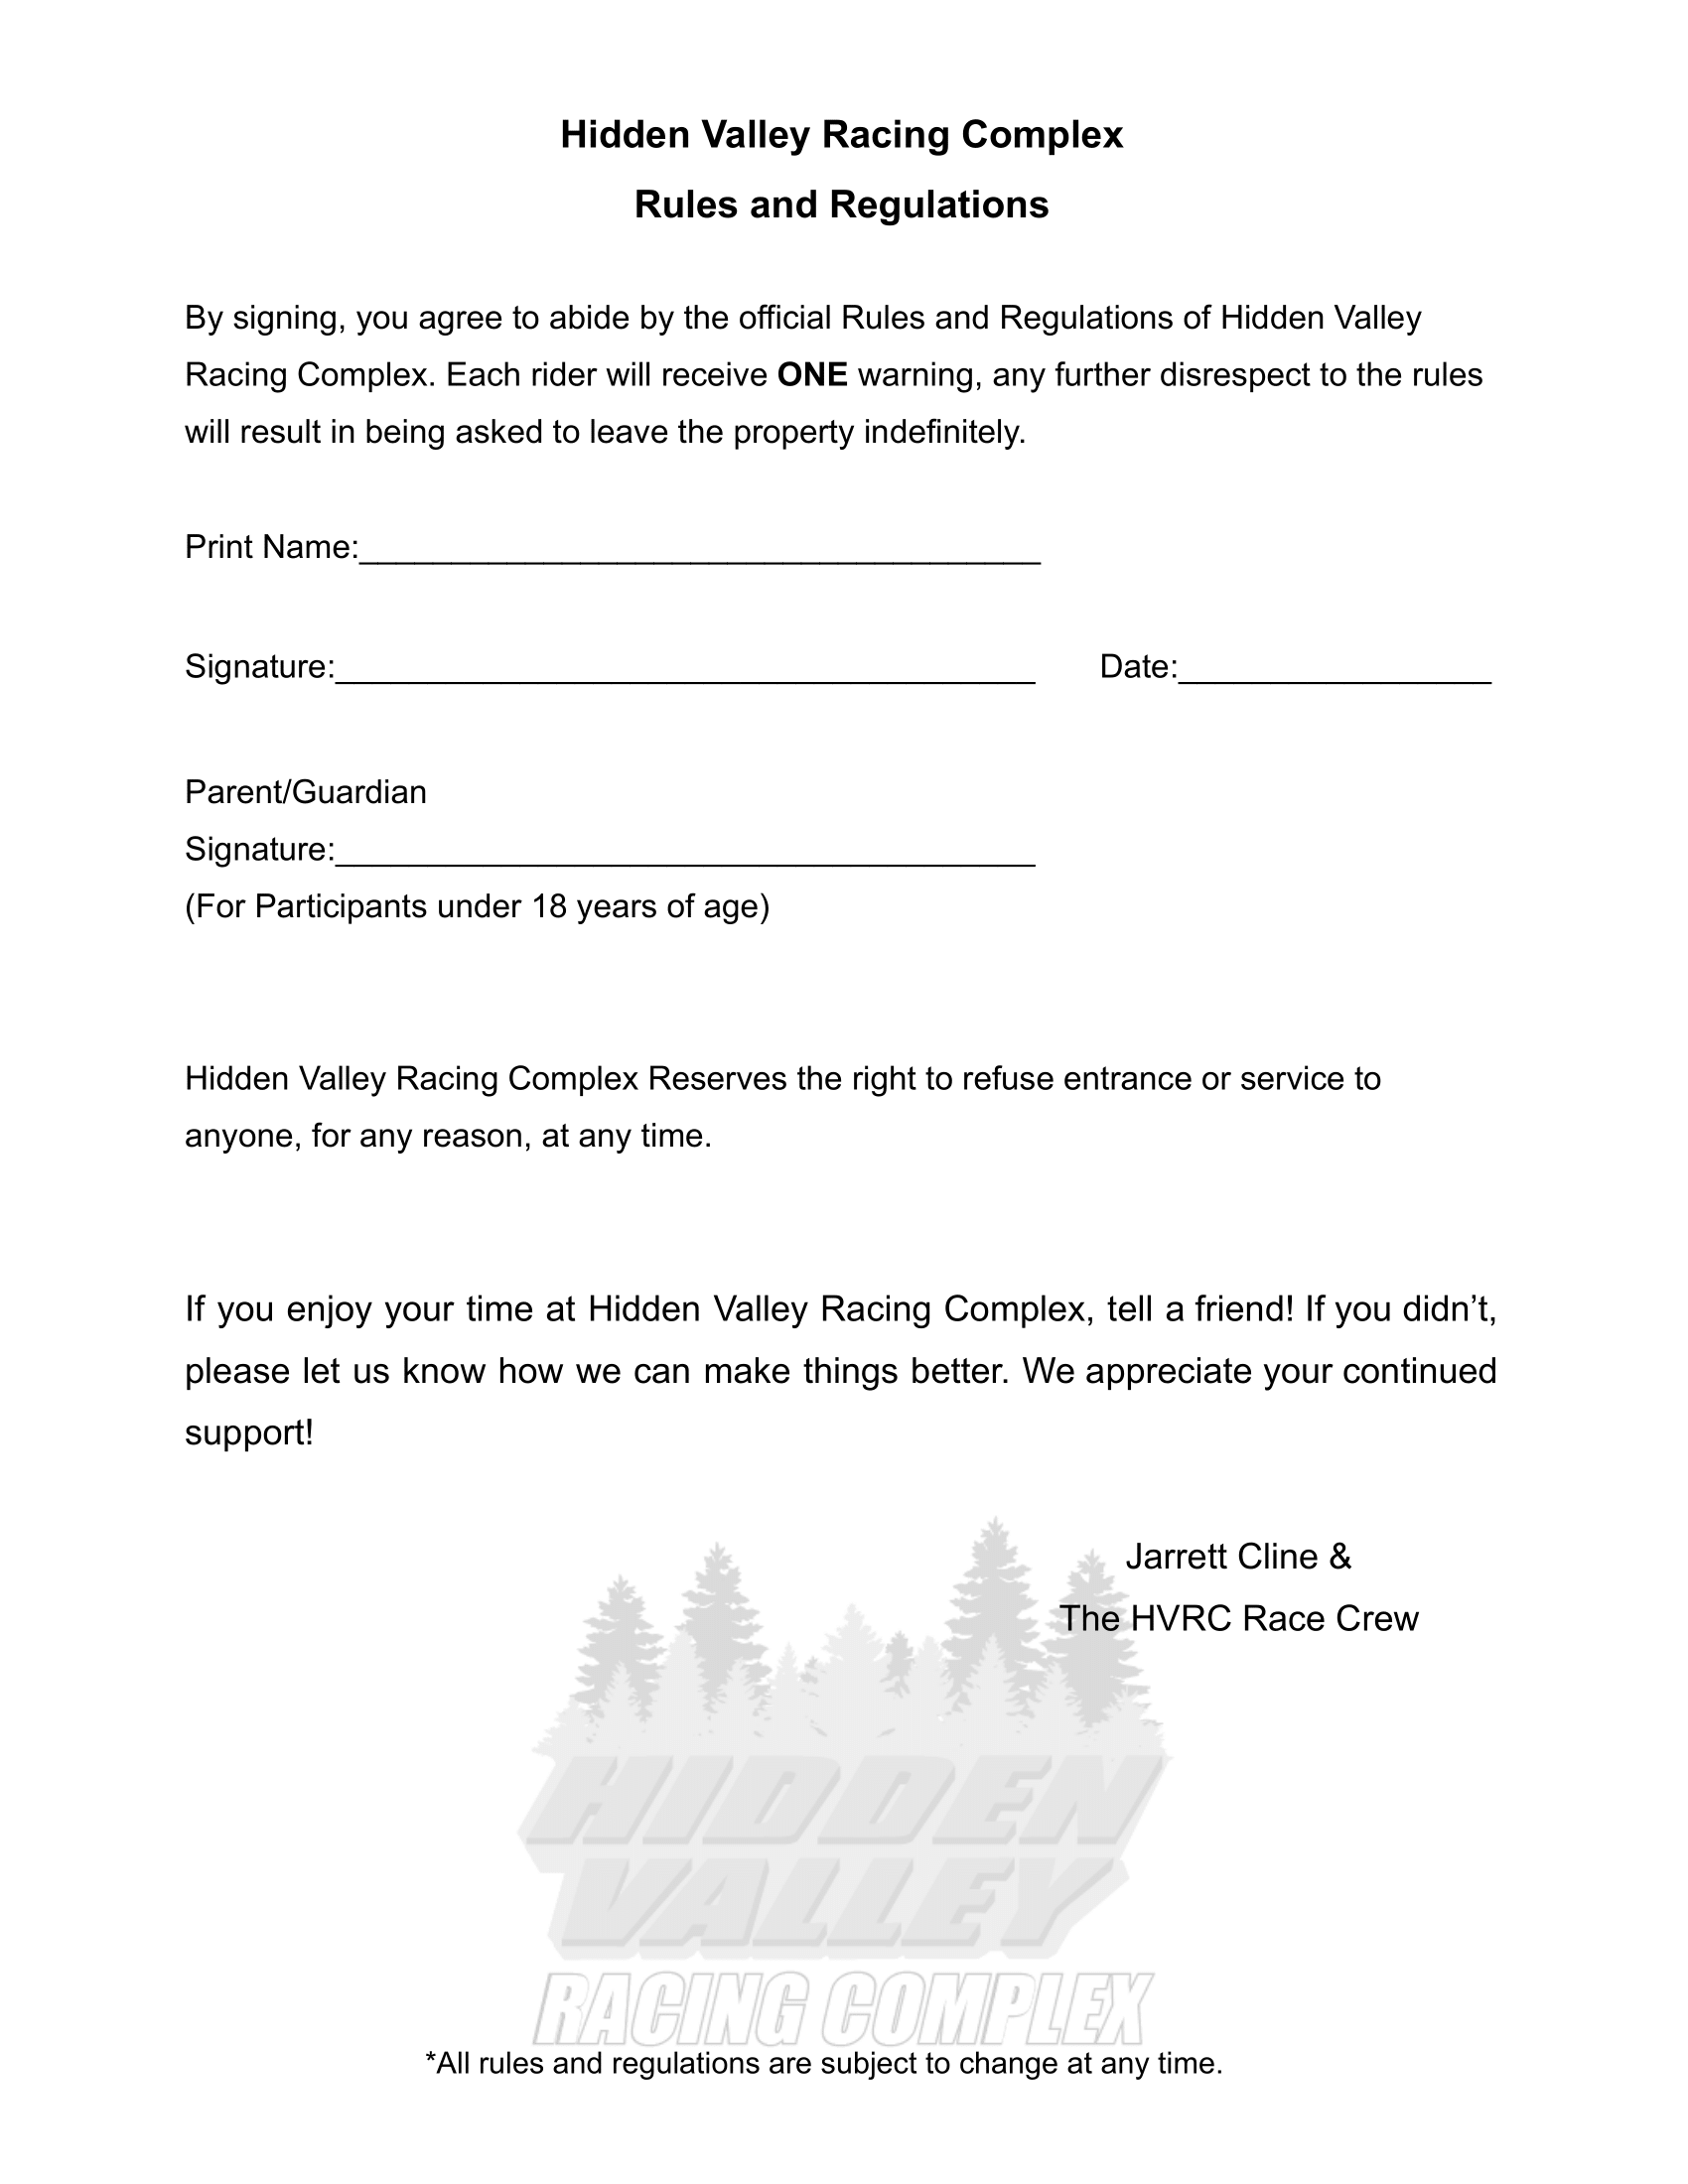 Hidden Valley Racing Complex
Rules and Regulations
By signing, you agree to abide by the official Rules and Regulations of Hidden Valley
Racing Complex. Each rider will receive ONE warning, any further disrespect to the rules
will result in being asked to leave the property indefinitely.
Print Name:_____________________________________
Signature:______________________________________ Date:_________________
Parent/Guardian
Signature:______________________________________
(For Participants under 18 years of age)
Hidden Valley Racing Complex Reserves the right to refuse entrance or service to
anyone, for any reason, at any time.
If you enjoy your time at Hidden Valley Racing Complex, tell a friend! If you didn’t,
please let us know how we can make things better. We appreciate your continued
support!
Jarrett Cline &
The HVRC Race Crew
HIDDEN
VALLEY
RACING COMPLEX
*All rules and regulations are subject to change at any time.